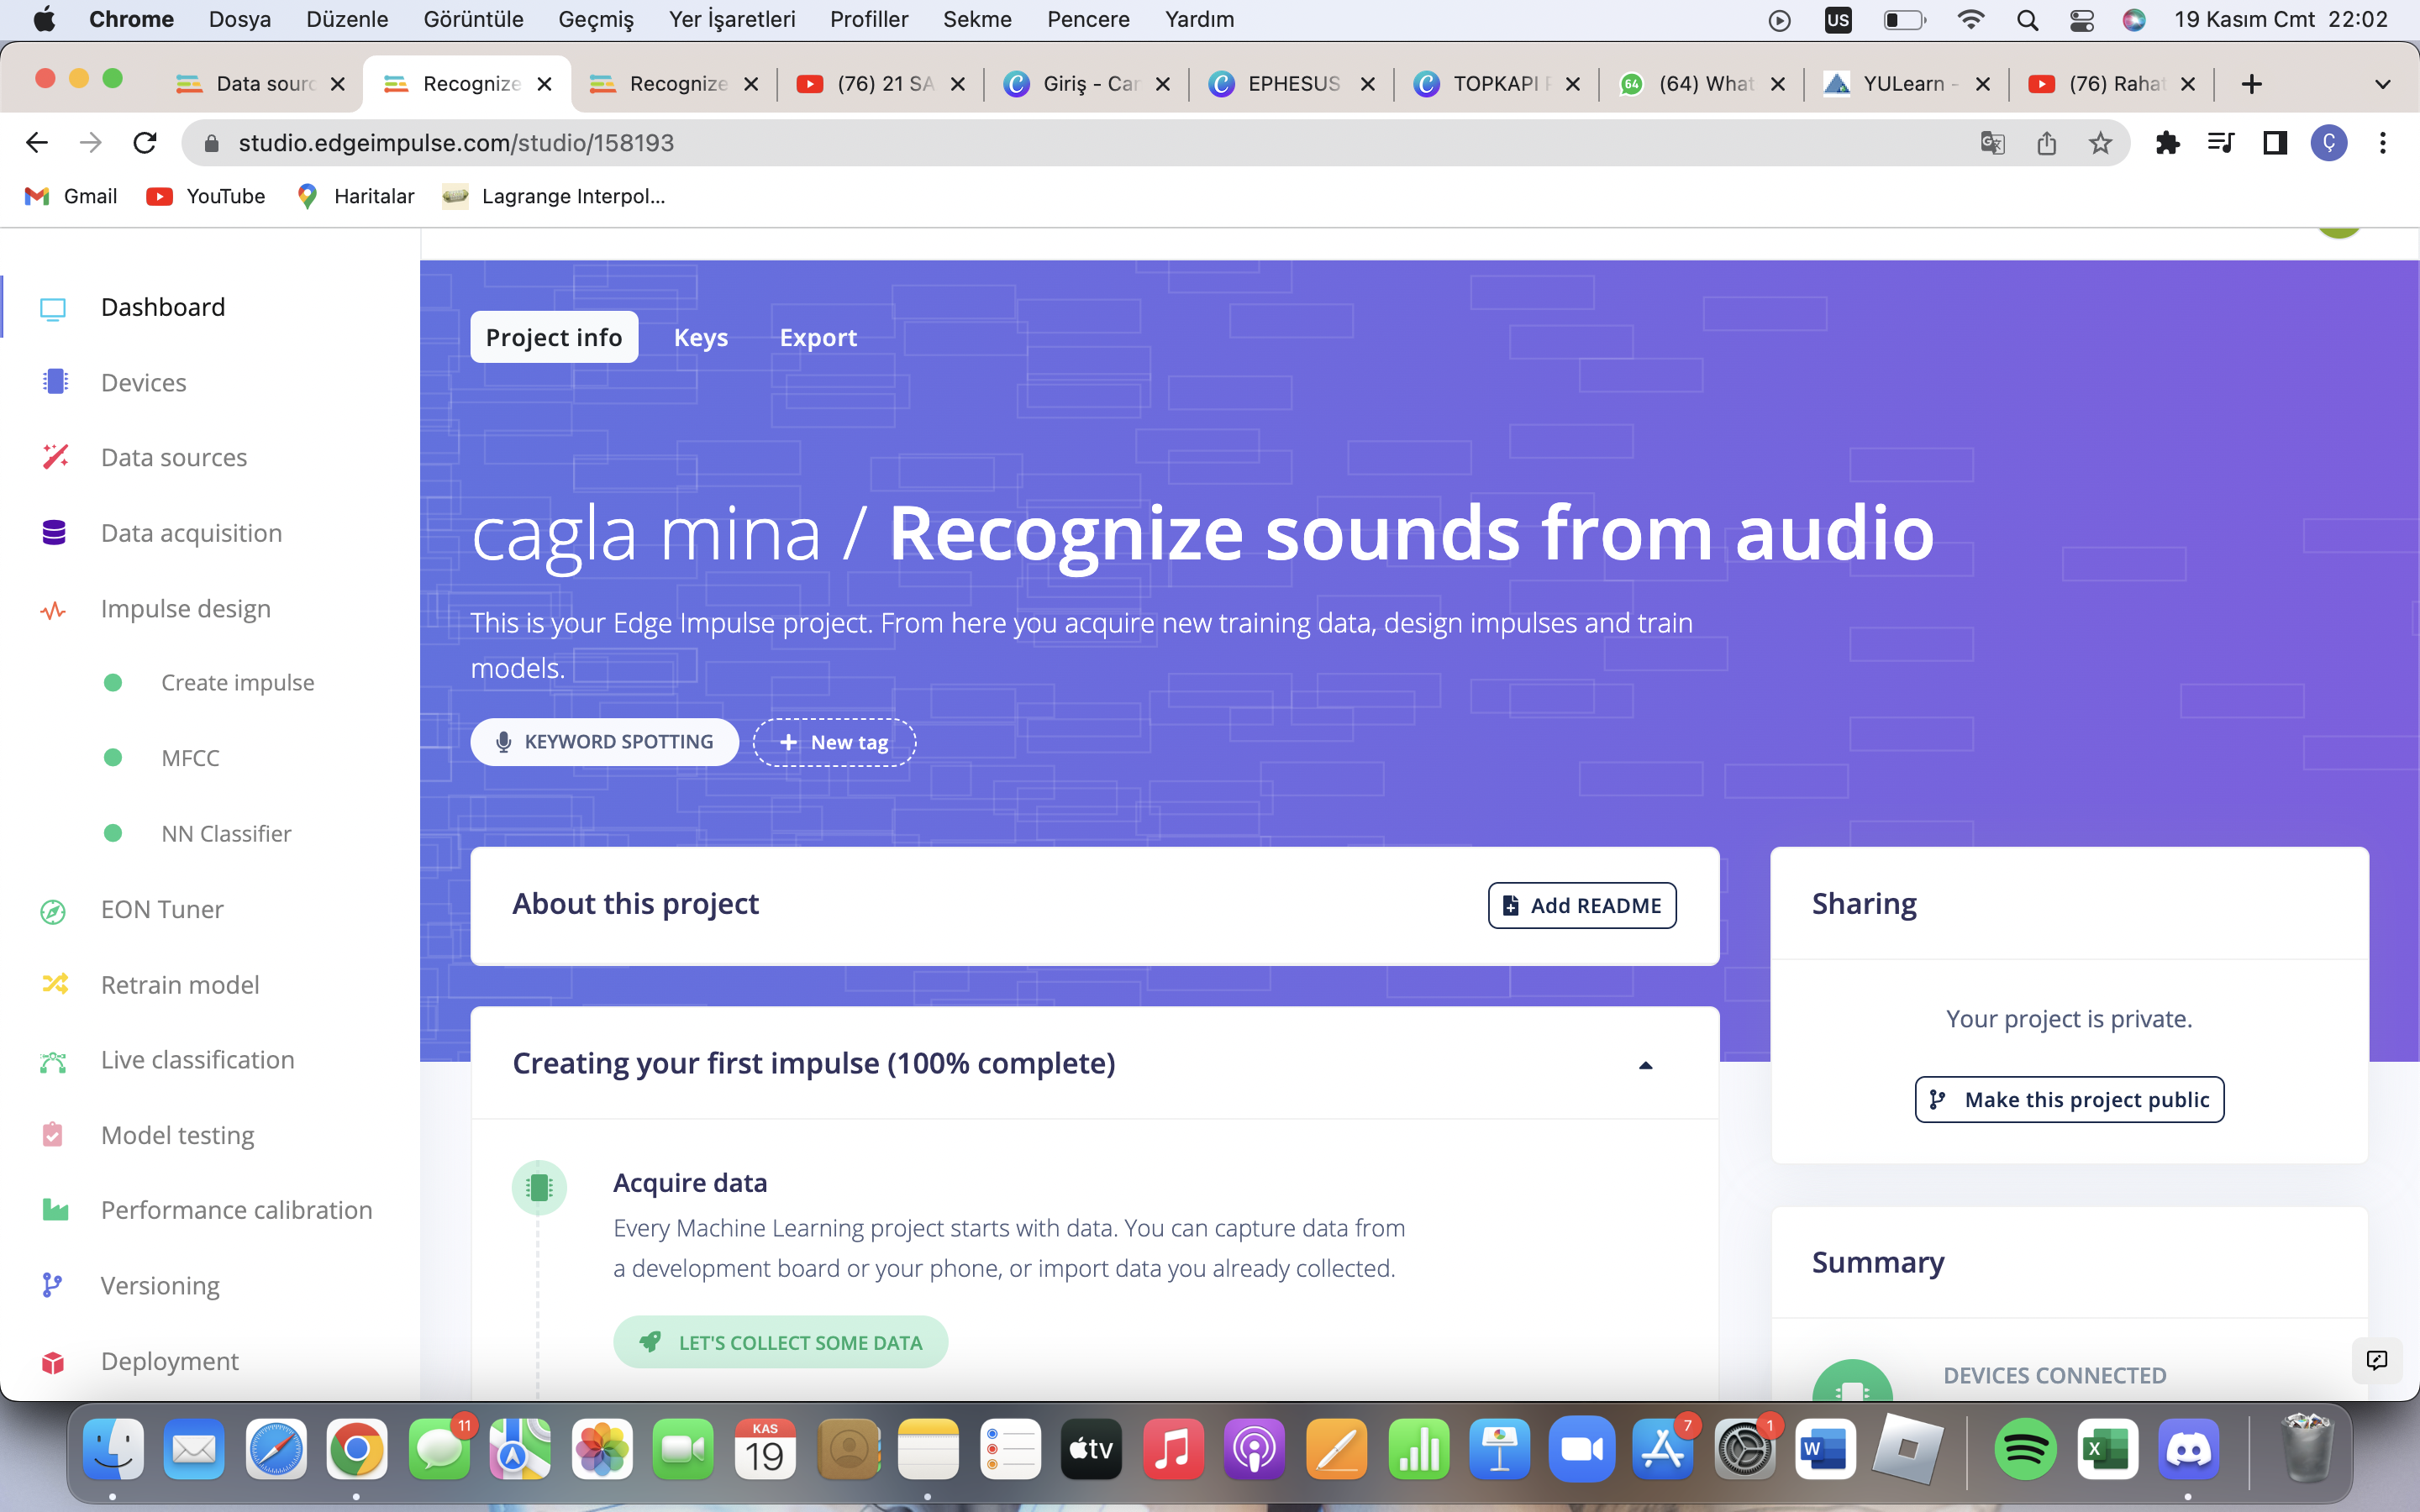 Chrome Dosya Düzenle Görüntüle Geçmiş Yer İşaretleri Profiller Sekme Pencere Yardım US 19 Kasım Cmt 22:02
Data sourc Recognize Recognize (76) 21 SA Giriş - Can EPHESUS TOPKAPI 64 (64) What YULearn - (76) Raha
studio.edgeimpulse.com/studio/158193 Ç
Gmail YouTube Haritalar Lagrange Interpol...
Dashboard
Devices
Data sources
Data acquisition
Impulse design
Create impulse
MFCC
NN Classifier
EON Tuner
Retrain model
Live classification
Model testing
Performance calibration
Versioning
Deployment
Project info Keys Export
cagla mina / Recognize sounds from audio
This is your Edge Impulse project. From here you acquire new training data, design impulses and train
models.
KEYWORD SPOTTING + New tag
About this project Add README
Creating your first impulse (100% complete)
Acquire data
Every Machine Learning project starts with data. You can capture data from
a development board or your phone, or import data you already collected.
LET'S COLLECT SOME DATA
Sharing
Your project is private.
Make this project public
Summary
DEVICES CONNECTED
11 KAS 19 tv 7 1 W X